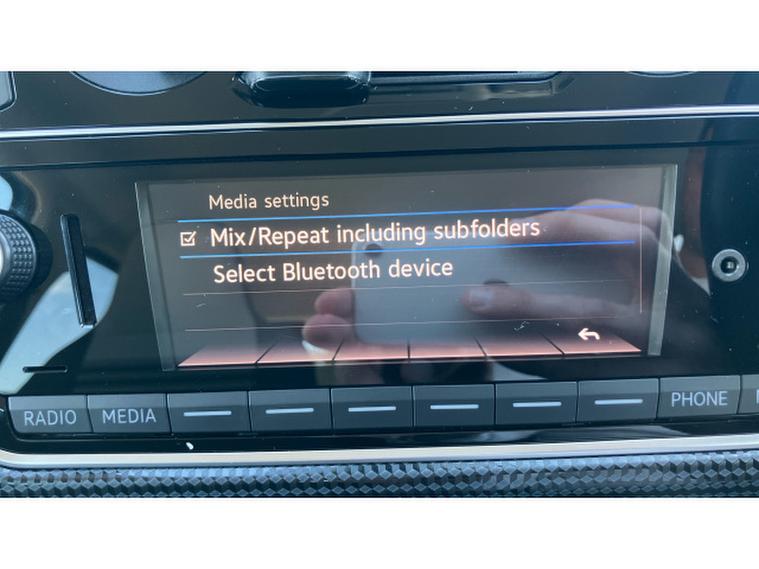 Media settings
Mix/Repeat including subfolders
Select Bluetooth device
RADIO MEDIA PHONE